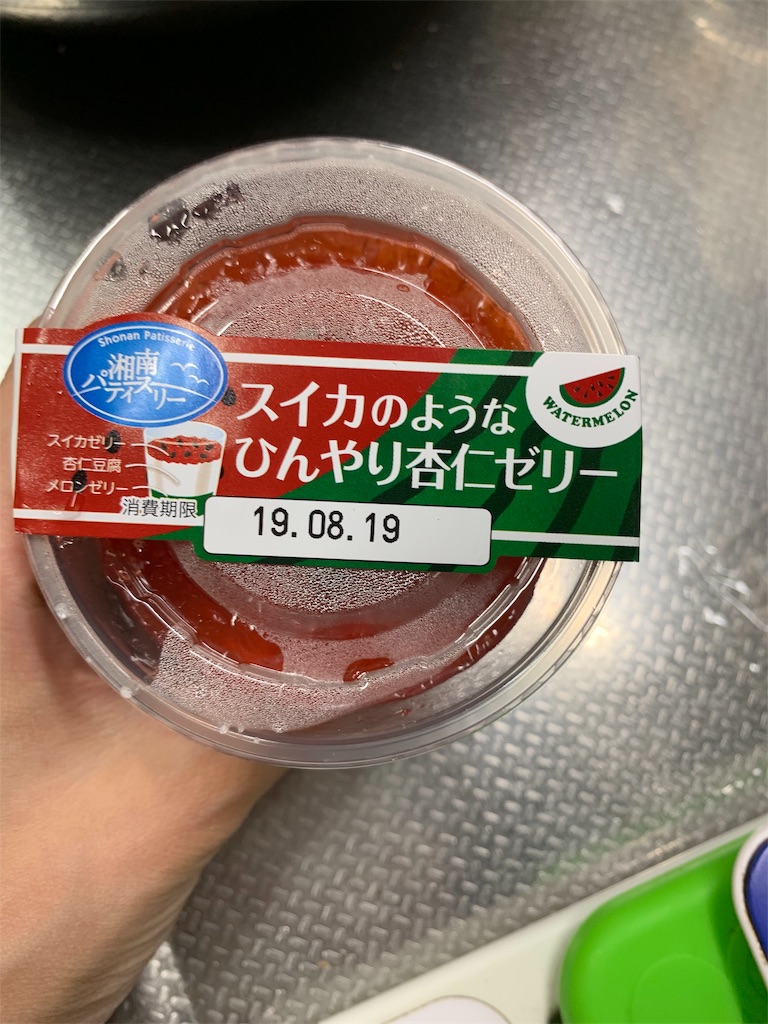 Shonan Patisserie
湘南
パティスリー
スイカのような
ひんやり杏仁ゼリー
WATERMELON
スイカゼリー
杏仁豆腐
メロンゼリー
消費期限
19.08.19